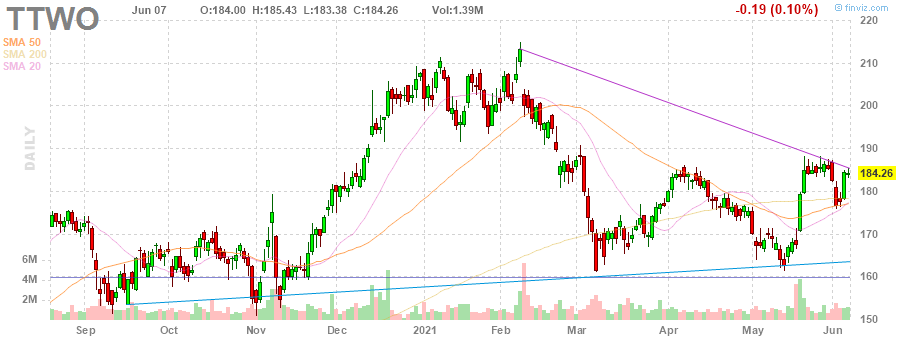 TTWO Jun 07 O:184.00 H:185.43 L:183.38 C:184.26 Vol:1.39M -0.19 (0.10%) © finviz.com
SMA 50
SMA 200
SMA 20
DAILY
220
210
200
190
184.26
180
170
160
150
6M
4M
2M
Sep Oct Nov Dec 2021 Feb Mar Apr May Jun